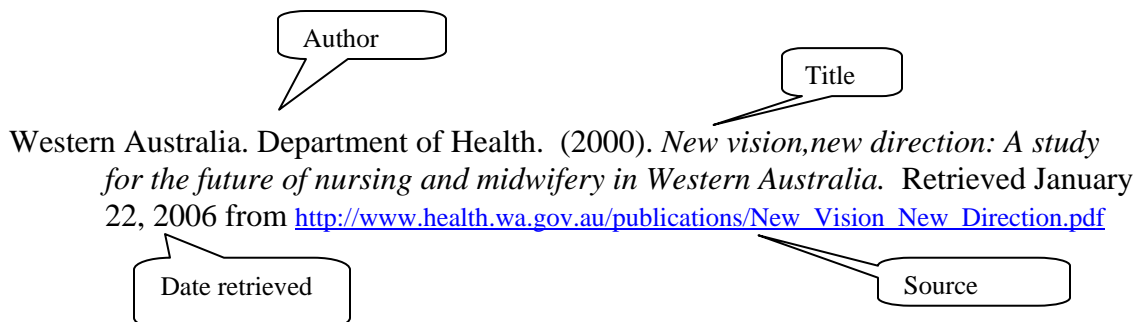 Author
Title
Western Australia. Department of Health. (2000). New vision,new direction: A study
for the future of nursing and midwifery in Western Australia. Retrieved January
22, 2006 from http://www.health.wa.gov.au/publications/New_Vision_New_Direction.pdf
Date retrieved
Source